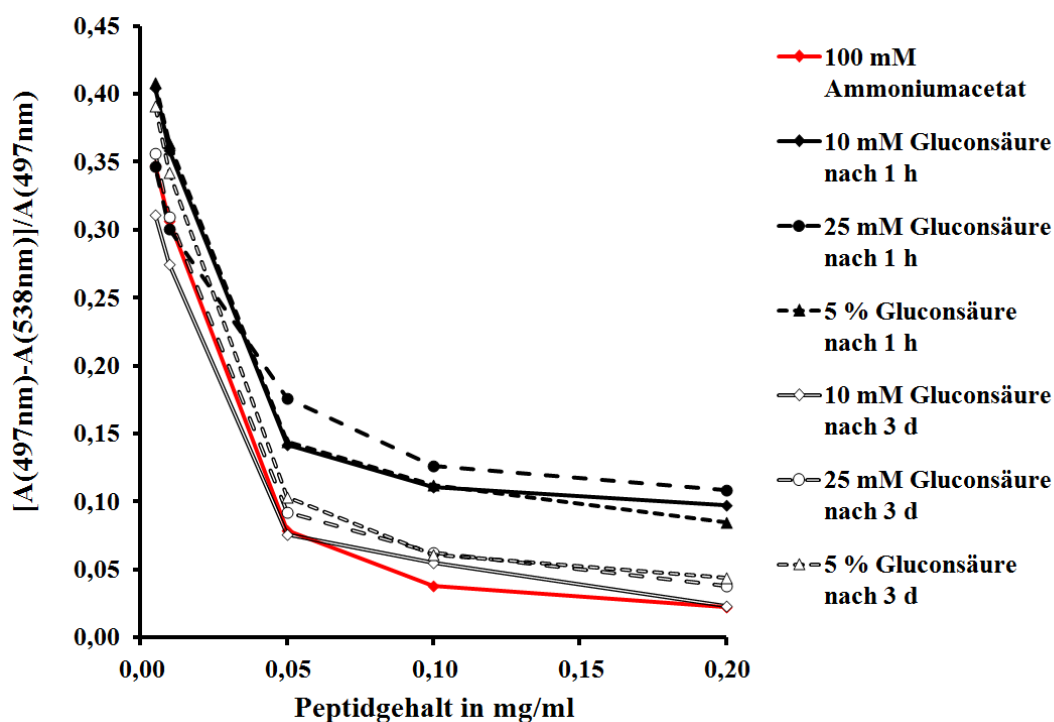 [A(497nm)-A(538nm)]/A(497nm)
0,45
0,40
0,35
0,30
0,25
0,20
0,15
0,10
0,05
0,00
0,00
0,05
0,10
0,15
0,20
Peptidgehalt in mg/ml
100 mM
Ammoniumacetat
10 mM Gluconsäure
nach 1 h
25 mM Gluconsäure
nach 1 h
5 % Gluconsäure
nach 1 h
10 mM Gluconsäure
nach 3 d
25 mM Gluconsäure
nach 3 d
5 % Gluconsäure
nach 3 d